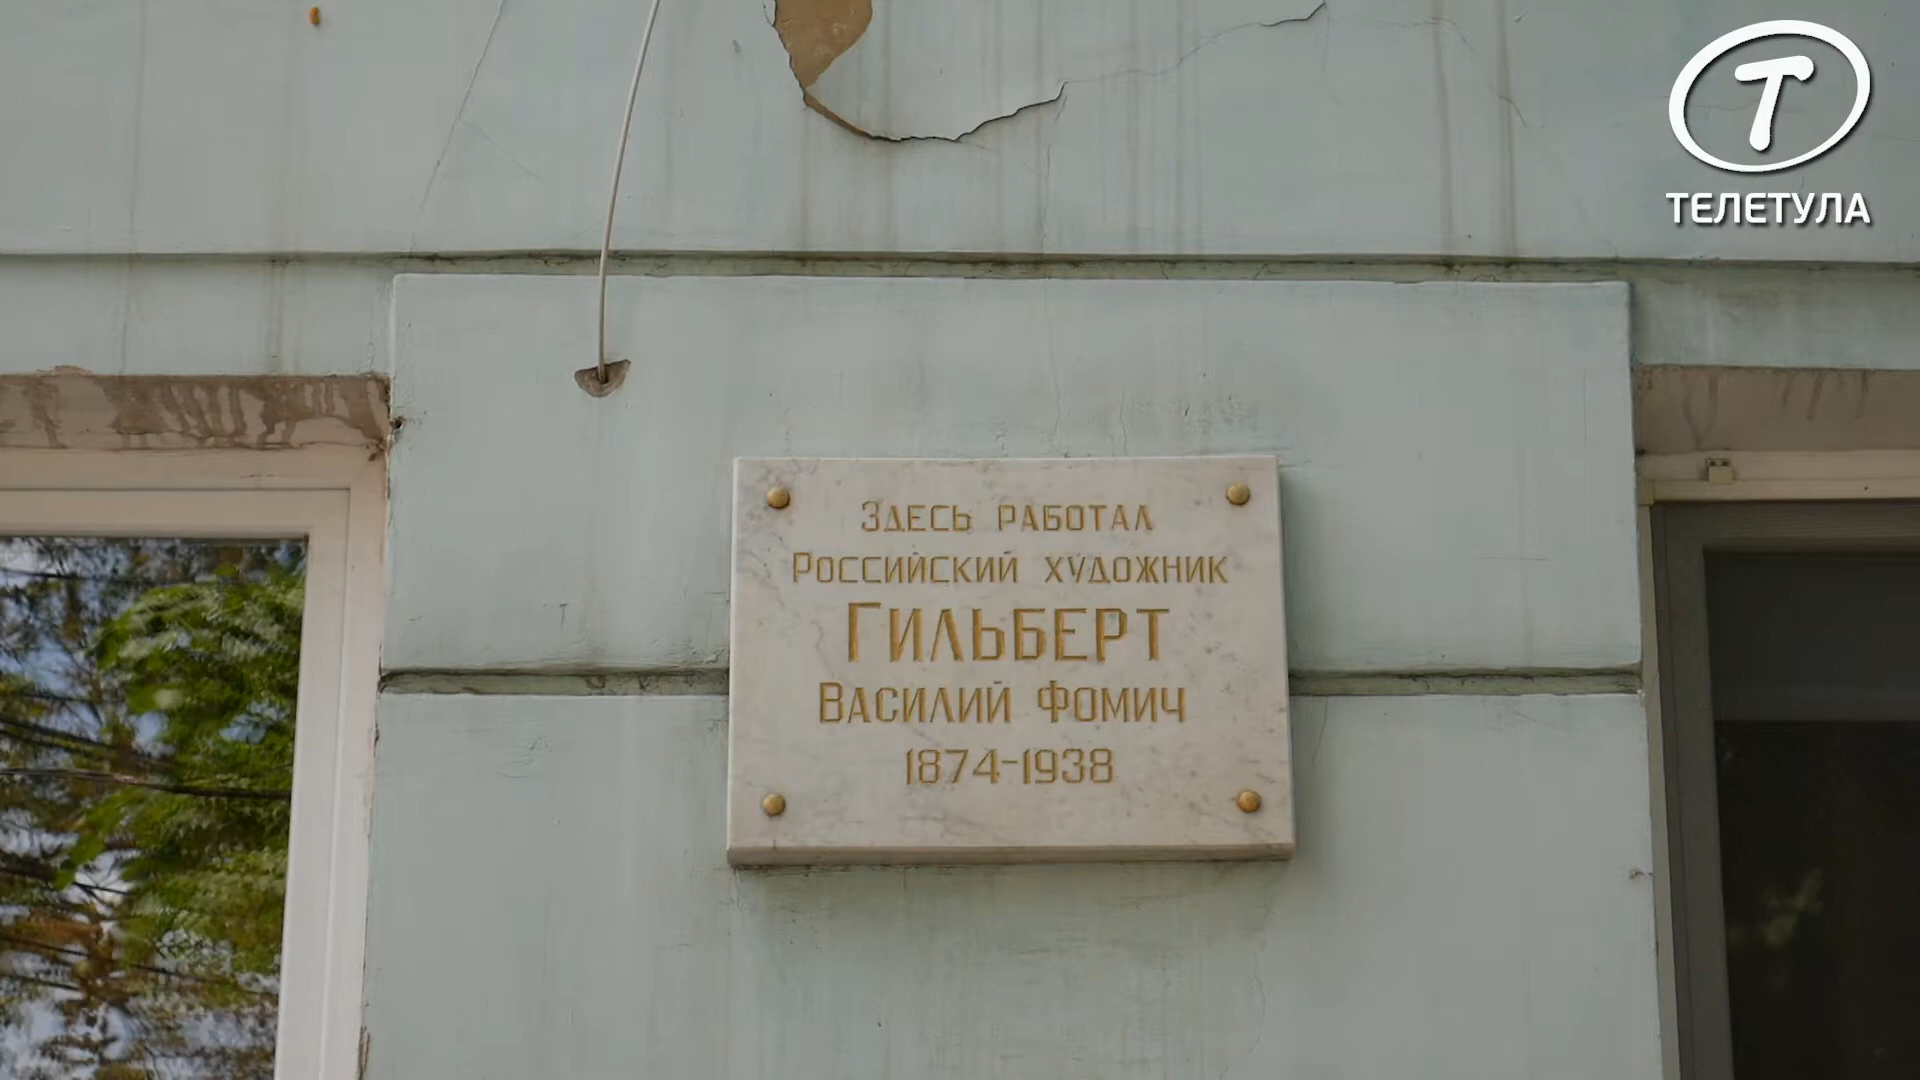 Т
ТЕЛЕТУЛА
Здесь работал
Российский художник
Гильберт
Василий Фомич
1874-1938